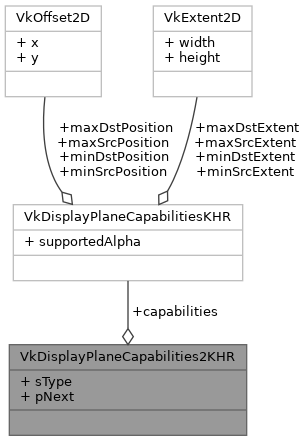 VkOffset2D
+ x
+ y
VkExtent2D
+ width
+ height
+maxDstPosition
+maxSrcPosition
+minDstPosition
+minSrcPosition
+maxDstExtent
+maxSrcExtent
+minDstExtent
+minSrcExtent
VkDisplayPlaneCapabilitiesKHR
+ supportedAlpha
+capabilities
VkDisplayPlaneCapabilities2KHR
+ sType
+ pNext